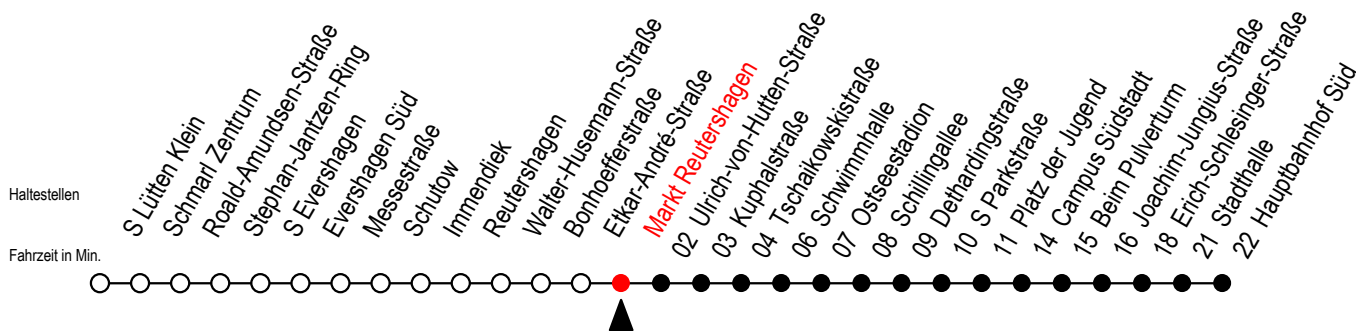 Haltestellen
Fahrzeit in Min.
S Lütten Klein
Schmarl Zentrum
Roald-Amundsen-Straße
Stephan-Jantzen-Ring
S Evershagen
Evershagen Süd
Messestraße
Schutow
Immendiek
Reutershagen
Walter-Husemann-Straße
Bonhoefferstraße
Etkar-André-Straße
Markt Reutershagen
02 Ulrich-von-Hutten-Straße
03 Kuphalstraße
04 Tschaikowskistraße
06 Schwimmhalle
07 Ostseestadion
08 Schillingallee
09 Dethardingstraße
10 S Parkstraße
11 Platz der Jugend
14 Campus Südstadt
15 Beim Pulverturm
16 Joachim-Jungius-Straße
18 Erich-Schlesinger-Straße
21 Stadthalle
22 Hauptbahnhof Süd